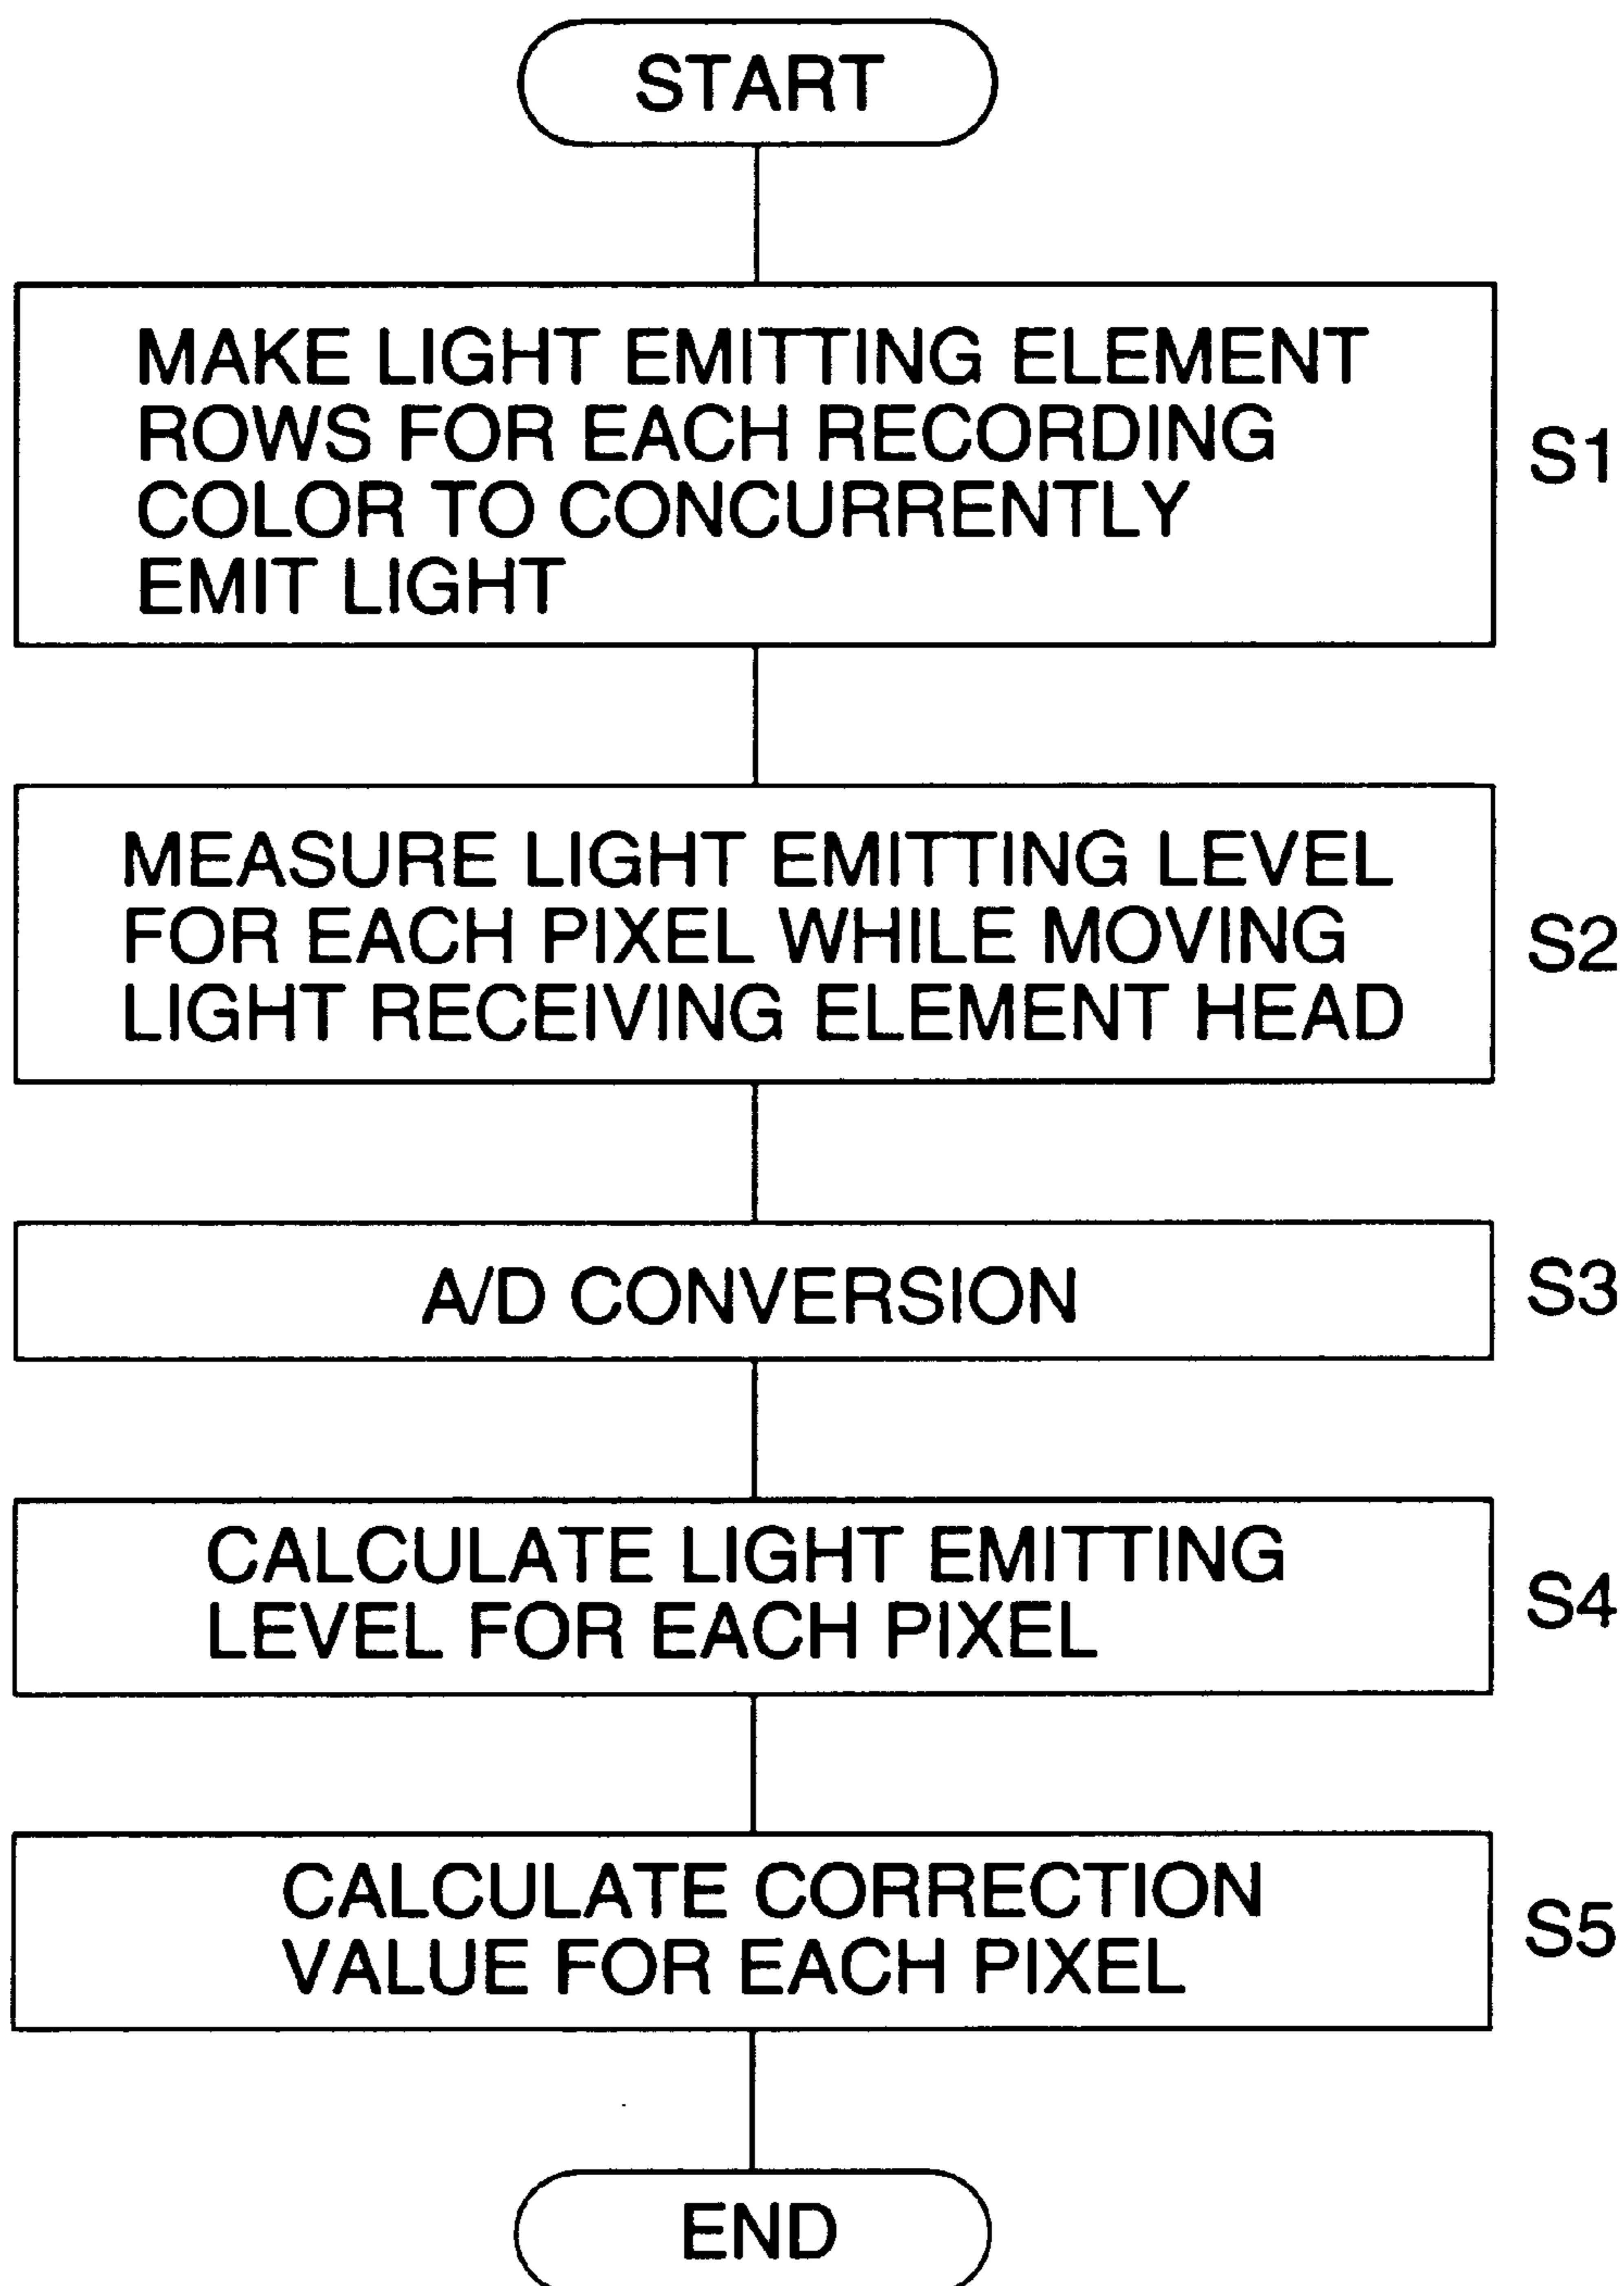 START
MAKE LIGHT EMITTING ELEMENT
ROWS FOR EACH RECORDING
COLOR TO CONCURRENTLY
EMIT LIGHT
S1
MEASURE LIGHT EMITTING LEVEL
FOR EACH PIXEL WHILE MOVING
LIGHT RECEIVING ELEMENT HEAD
S2
A/D CONVERSION
S3
CALCULATE LIGHT EMITTING
LEVEL FOR EACH PIXEL
S4
CALCULATE CORRECTION
VALUE FOR EACH PIXEL
S5
END